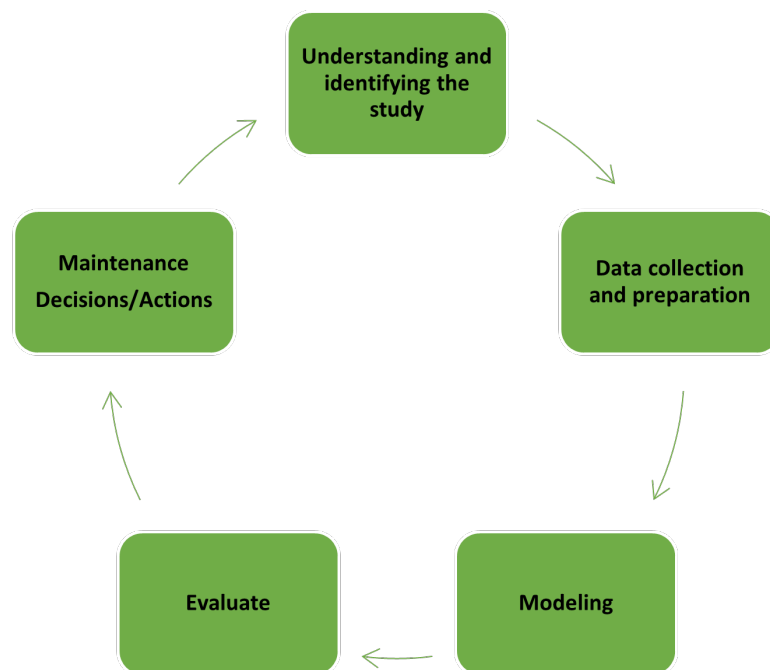 Understanding and
identifying the
study
Data collection
and preparation
Modeling
Evaluate
Maintenance
Decisions/Actions